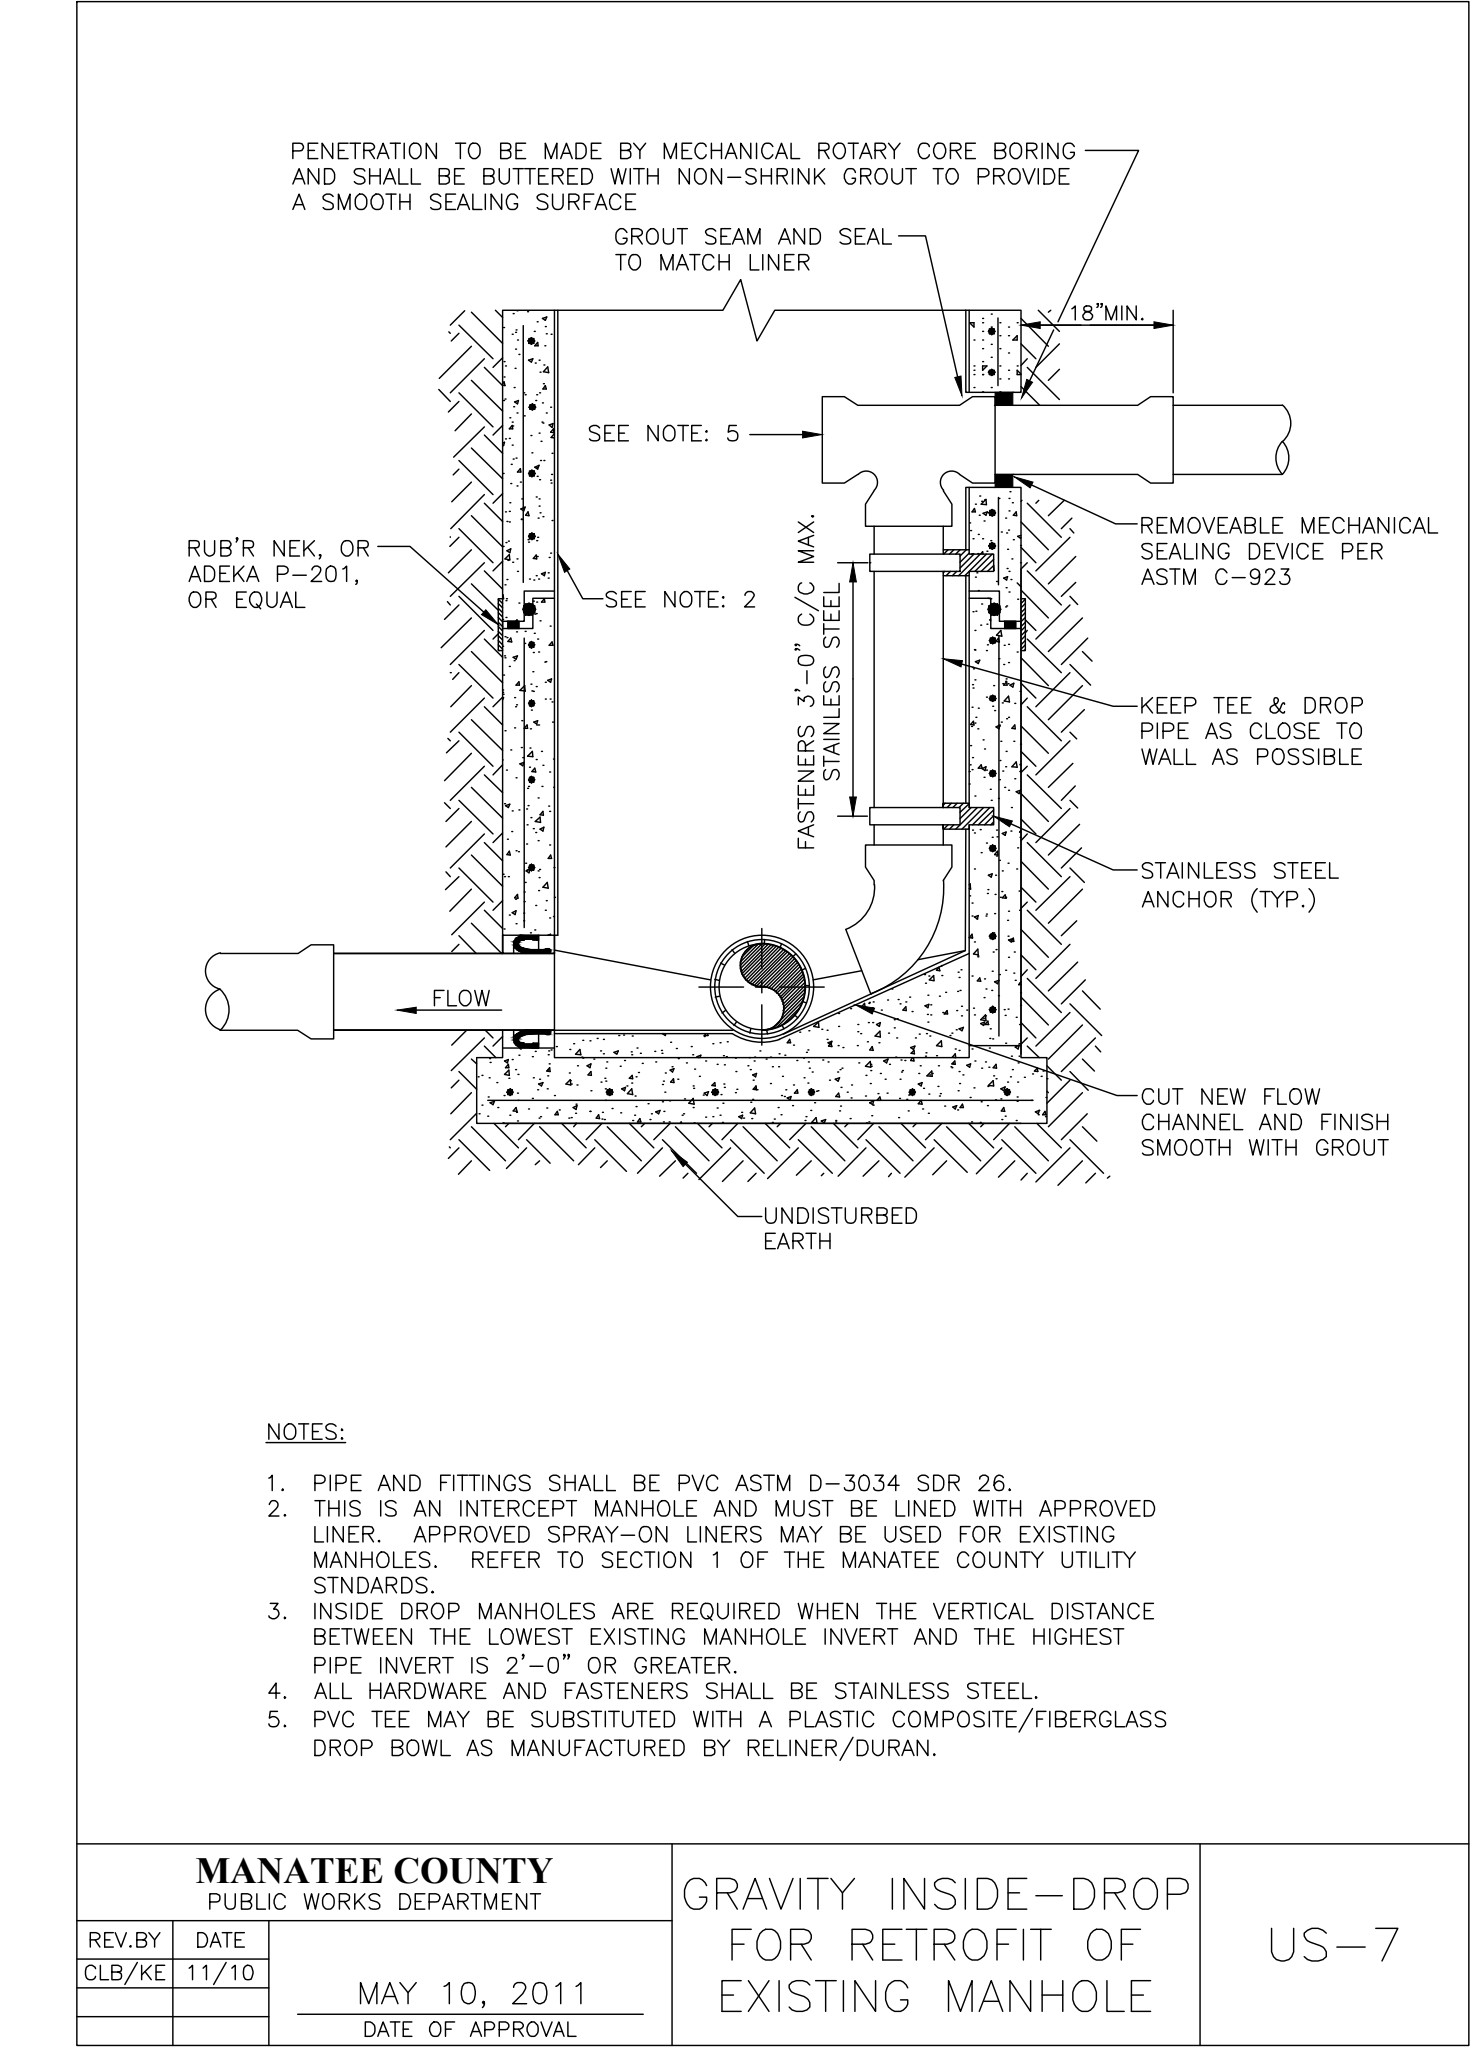 PENETRATION TO BE MADE BY MECHANICAL ROTARY CORE BORING
AND SHALL BE BUTTERED WITH NON-SHRINK GROUT TO PROVIDE
A SMOOTH SEALING SURFACE
GROUT SEAM AND SEAL
TO MATCH LINER
18"MIN.
SEE NOTE: 5
REMOVEABLE MECHANICAL
SEALING DEVICE PER
ASTM C-923
RUB'R NEK, OR
ADEKA P-201,
OR EQUAL
SEE NOTE: 2
FASTENERS 3'-0" C/C MAX.
STAINLESS STEEL
KEEP TEE & DROP
PIPE AS CLOSE TO
WALL AS POSSIBLE
STAINLESS STEEL
ANCHOR (TYP.)
FLOW
CUT NEW FLOW
CHANNEL AND FINISH
SMOOTH WITH GROUT
UNDISTURBED
EARTH
NOTES:
1. PIPE AND FITTINGS SHALL BE PVC ASTM D-3034 SDR 26.
2. THIS IS AN INTERCEPT MANHOLE AND MUST BE LINED WITH APPROVED
LINER. APPROVED SPRAY-ON LINERS MAY BE USED FOR EXISTING
MANHOLES. REFER TO SECTION 1 OF THE MANATEE COUNTY UTILITY
STNDARDS.
3. INSIDE DROP MANHOLES ARE REQUIRED WHEN THE VERTICAL DISTANCE
BETWEEN THE LOWEST EXISTING MANHOLE INVERT AND THE HIGHEST
PIPE INVERT IS 2'-0" OR GREATER.
4. ALL HARDWARE AND FASTENERS SHALL BE STAINLESS STEEL.
5. PVC TEE MAY BE SUBSTITUTED WITH A PLASTIC COMPOSITE/FIBERGLASS
DROP BOWL AS MANUFACTURED BY RELINER/DURAN.
MANATEE COUNTY
PUBLIC WORKS DEPARTMENT
REV.BY DATE
CLB/KE 11/10
MAY 10, 2011
DATE OF APPROVAL
GRAVITY INSIDE-DROP
FOR RETROFIT OF
EXISTING MANHOLE
US-7